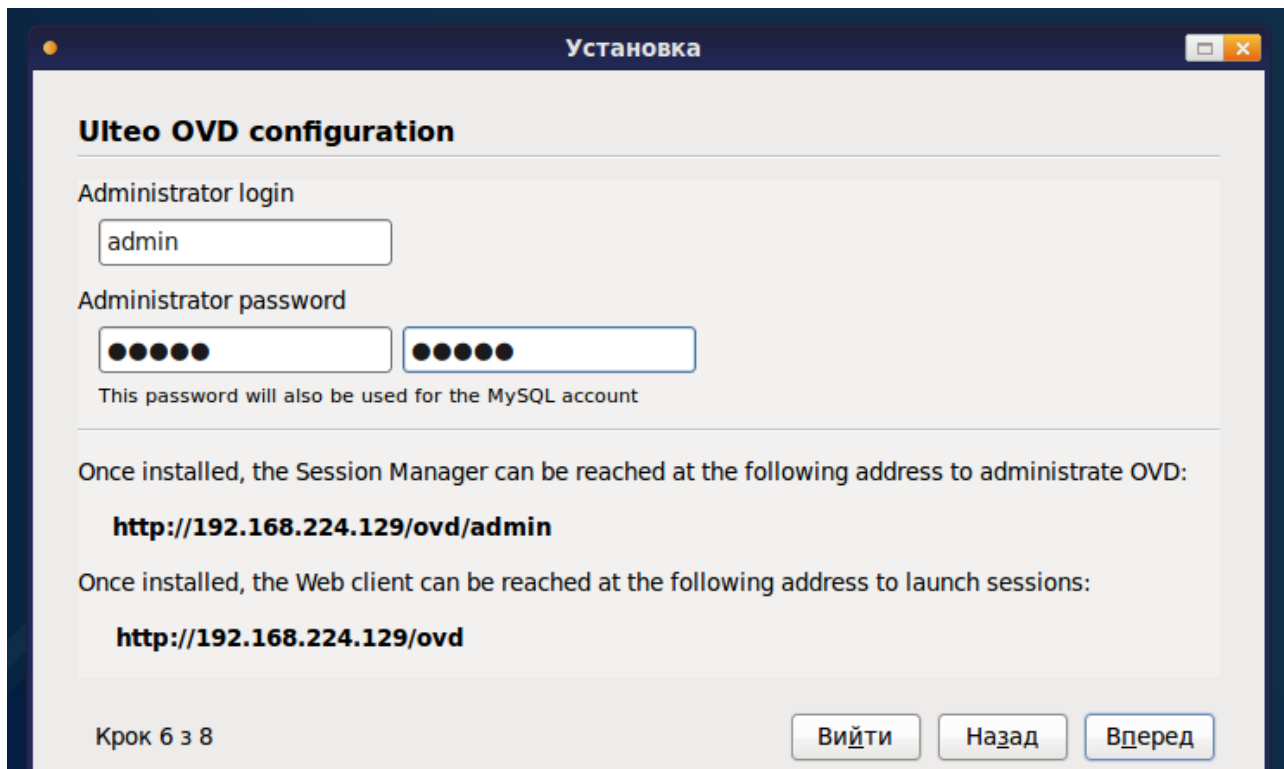 Установка
Ulteo OVD configuration
Administrator login
admin
Administrator password
●●●●● ●●●●●
This password will also be used for the MySQL account
Once installed, the Session Manager can be reached at the following address to administrate OVD:
http://192.168.224.129/ovd/admin
Once installed, the Web client can be reached at the following address to launch sessions:
http://192.168.224.129/ovd
Крок 6 з 8 Вийти Назад Вперед